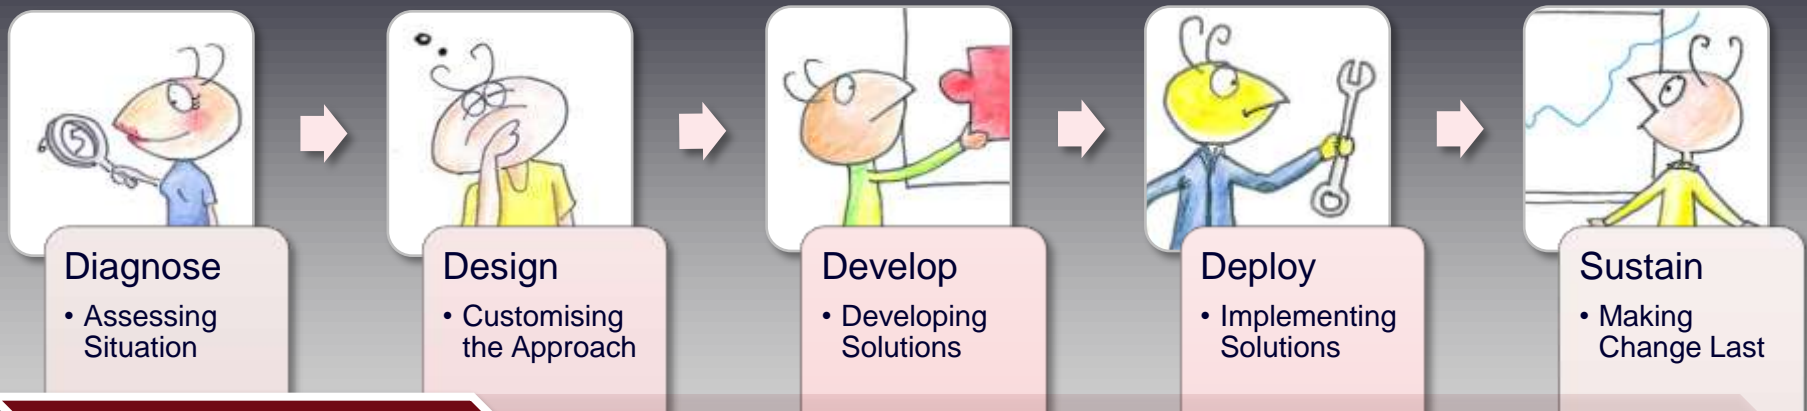 Diagnose
• Assessing
Situation
Design
• Customising
the Approach
Develop
• Developing
Solutions
Deploy
• Implementing
Solutions
Sustain
• Making
Change Last